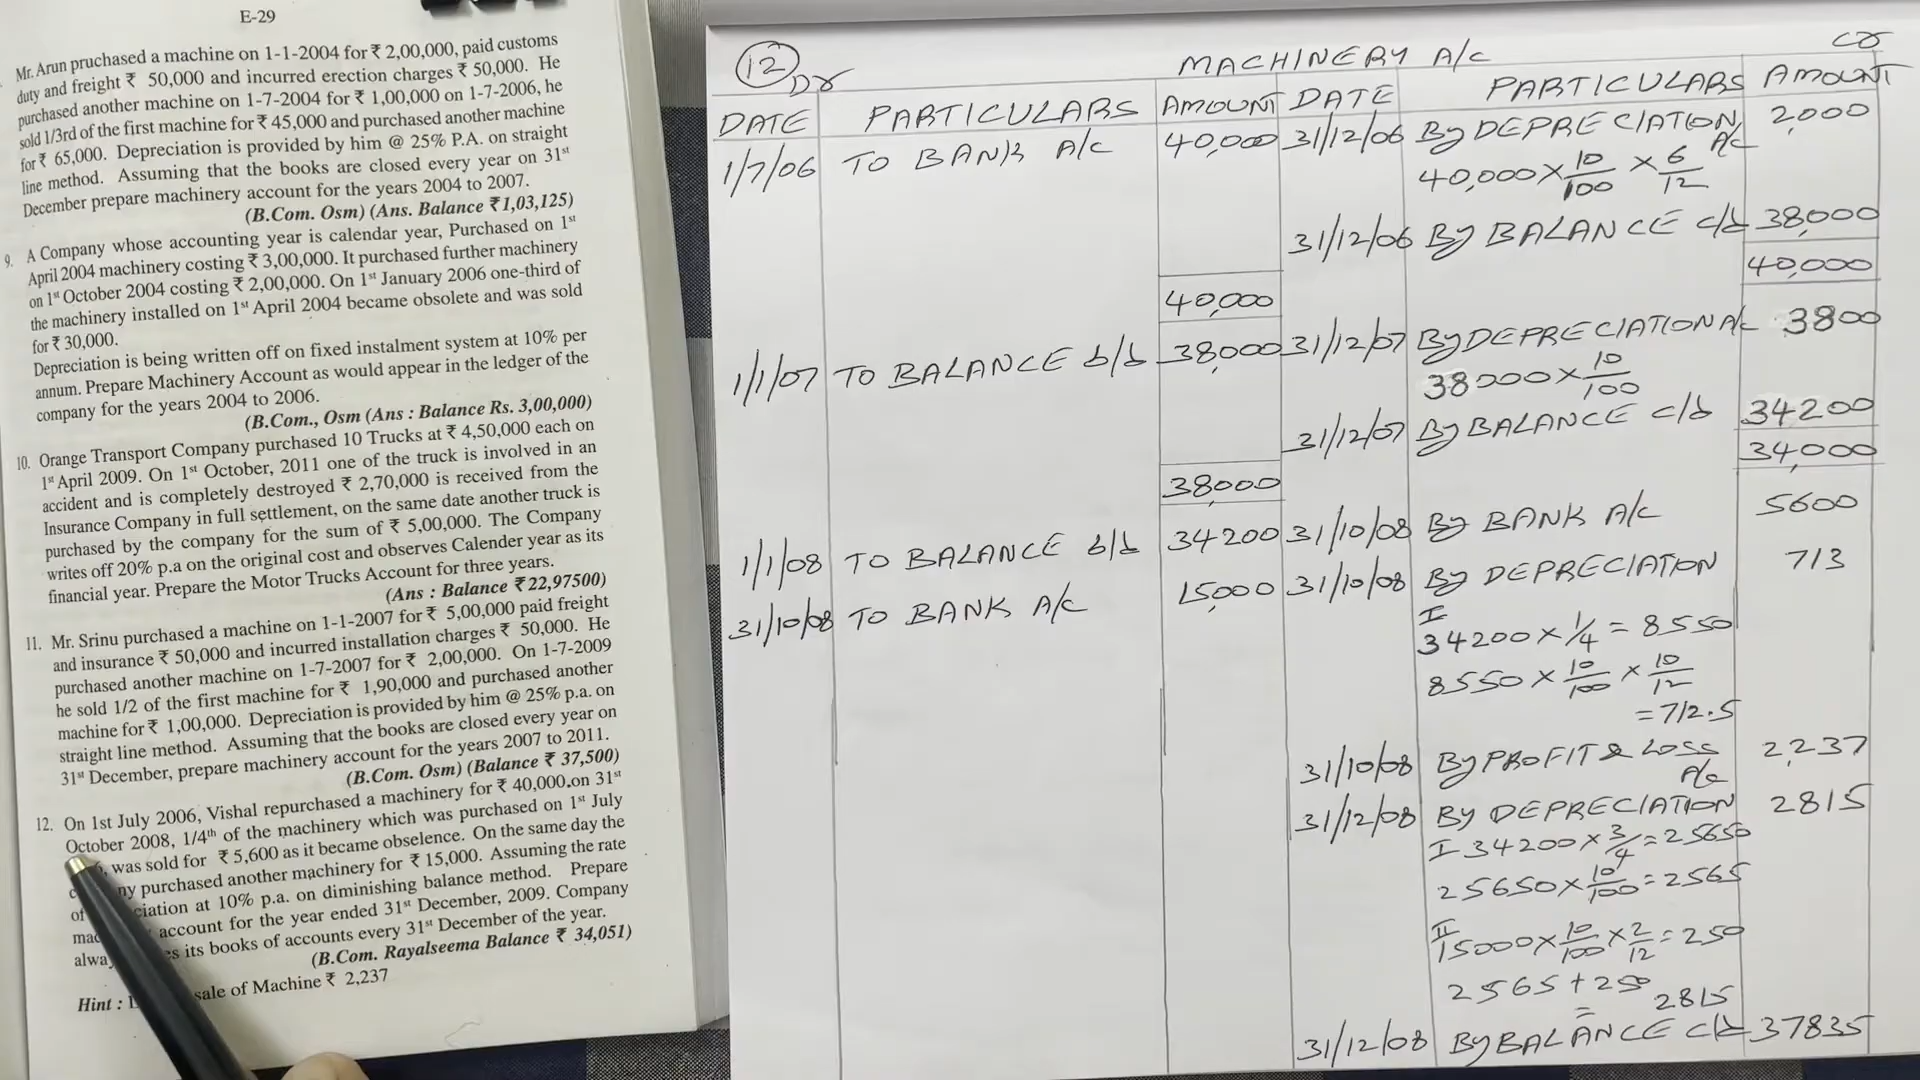 E-29
Mr. Arun pruchased a machine on 1-1-2004 for ₹ 2,00,000, paid customs
duty and freight ₹ 50,000 and incurred erection charges ₹ 50,000. He
purchased another machine on 1-7-2004 for ₹ 1,00,000 on 1-7-2006, he
sold 1/3rd of the first machine for ₹ 45,000 and purchased another machine
for ₹ 65,000. Depreciation is provided by him @ 25% P.A. on straight
line method. Assuming that the books are closed every year on 31st
December prepare machinery account for the years 2004 to 2007.
(B.Com. Osm) (Ans. Balance ₹1,03,125)
9. A Company whose accounting year is calendar year, Purchased on 1st
April 2004 machinery costing ₹ 3,00,000. It purchased further machinery
on 1st October 2004 costing ₹ 2,00,000. On 1st January 2006 one-third of
the machinery installed on 1st April 2004 became obsolete and was sold
for ₹ 30,000.
Depreciation is being written off on fixed instalment system at 10% per
annum. Prepare Machinery Account as would appear in the ledger of the
company for the years 2004 to 2006.
(B.Com., Osm (Ans : Balance Rs. 3,00,000)
10. Orange Transport Company purchased 10 Trucks at ₹ 4,50,000 each on
1st April 2009. On 1st October, 2011 one of the truck is involved in an
accident and is completely destroyed ₹ 2,70,000 is received from the
Insurance Company in full settlement, on the same date another truck is
purchased by the company for the sum of ₹ 5,00,000. The Company
writes off 20% p.a on the original cost and observes Calender year as its
financial year. Prepare the Motor Trucks Account for three years.
(Ans : Balance ₹22,97500)
11. Mr. Srinu purchased a machine on 1-1-2007 for ₹ 5,00,000 paid freight
and insurance ₹ 50,000 and incurred installation charges ₹ 50,000. He
purchased another machine on 1-7-2007 for ₹ 2,00,000. On 1-7-2009
he sold 1/2 of the first machine for ₹ 1,90,000 and purchased another
machine for ₹ 1,00,000. Depreciation is provided by him @ 25% p.a. on
straight line method. Assuming that the books are closed every year on
31st December, prepare machinery account for the years 2007 to 2011.
(B.Com. Osm) (Balance ₹ 37,500)
12. On 1st July 2006, Vishal repurchased a machinery for ₹ 40,000.on 31st
October 2008, 1/4th of the machinery which was purchased on 1st July
was sold for ₹ 5,600 as it became obselence. On the same day the
purchased another machinery for ₹ 15,000. Assuming the rate
of ciation at 10% p.a. on diminishing balance method. Prepare
mac account for the year ended 31st December, 2009. Company
alwa es its books of accounts every 31st December of the year.
(B.Com. Rayalseema Balance ₹ 34,051)
Hint : sale of Machine ₹ 2,237
12 Dr MACHINERY A/c Cr
DATE PARTICULARS AMOUNT DATE PARTICULARS AMOUNT
1/7/06 TO BANK A/c 40,000 31/12/06 By DEPRECIATION A/c 2,000
40,000 × 10/100 × 6/12
31/12/06 By BALANCE c/d 38,000
40,000 40,000
1/1/07 TO BALANCE b/d 38,000 31/12/07 By DEPRECIATION A/c 3800
38000 × 10/100
31/12/07 By BALANCE c/d 34200
38,000 34,000
1/1/08 TO BALANCE b/d 34200 31/10/08 By BANK A/c 5600
31/10/08 TO BANK A/c 15,000 31/10/08 By DEPRECIATION 713
I
34200 × 1/4 = 8550
8550 × 10/100 × 10/12
= 712.5
31/10/08 By PROFIT & LOSS A/c 2,237
31/12/08 By DEPRECIATION 2815
I 34200 × 3/4 = 25650
25650 × 10/100 = 2565
II
15000 × 10/100 × 2/12 = 250
2565 + 250
= 2815
31/12/08 By BALANCE c/d 37835